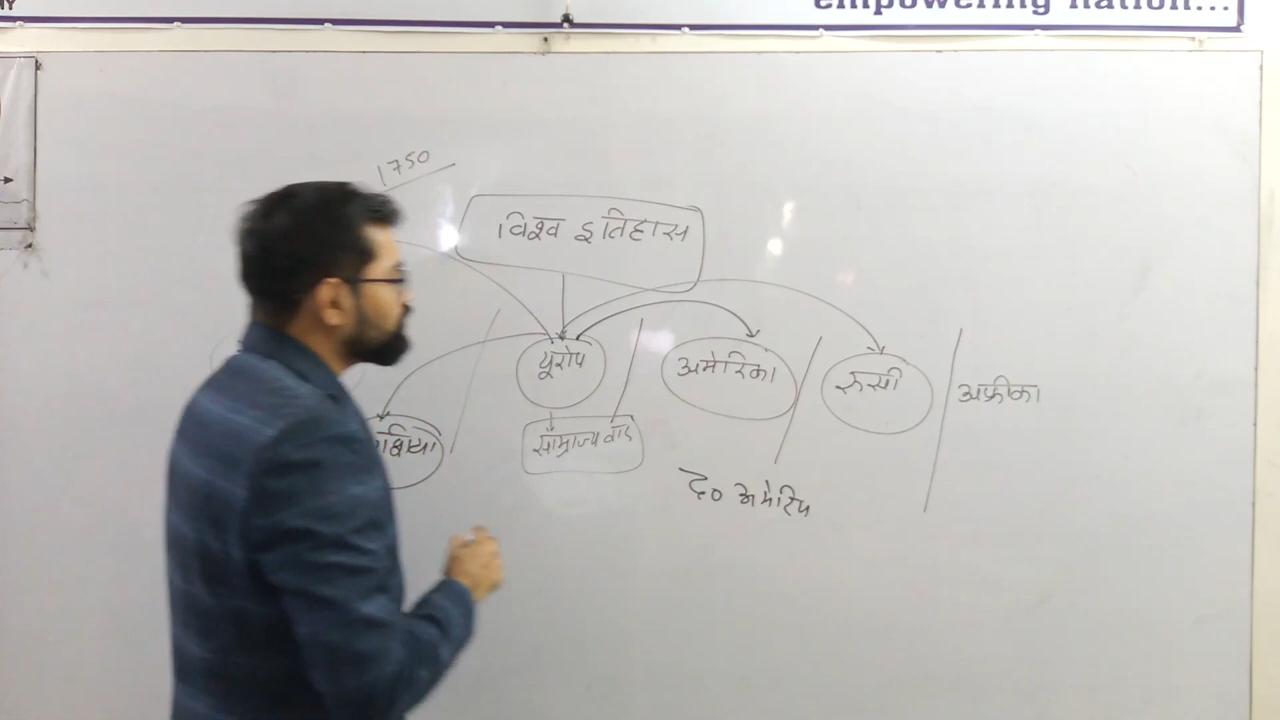 empowering nation...
1750
विश्व इतिहास
यूरोप
अमेरिका
रुसी
अफ्रीका
साम्राज्यवाद
द० अमेरिक